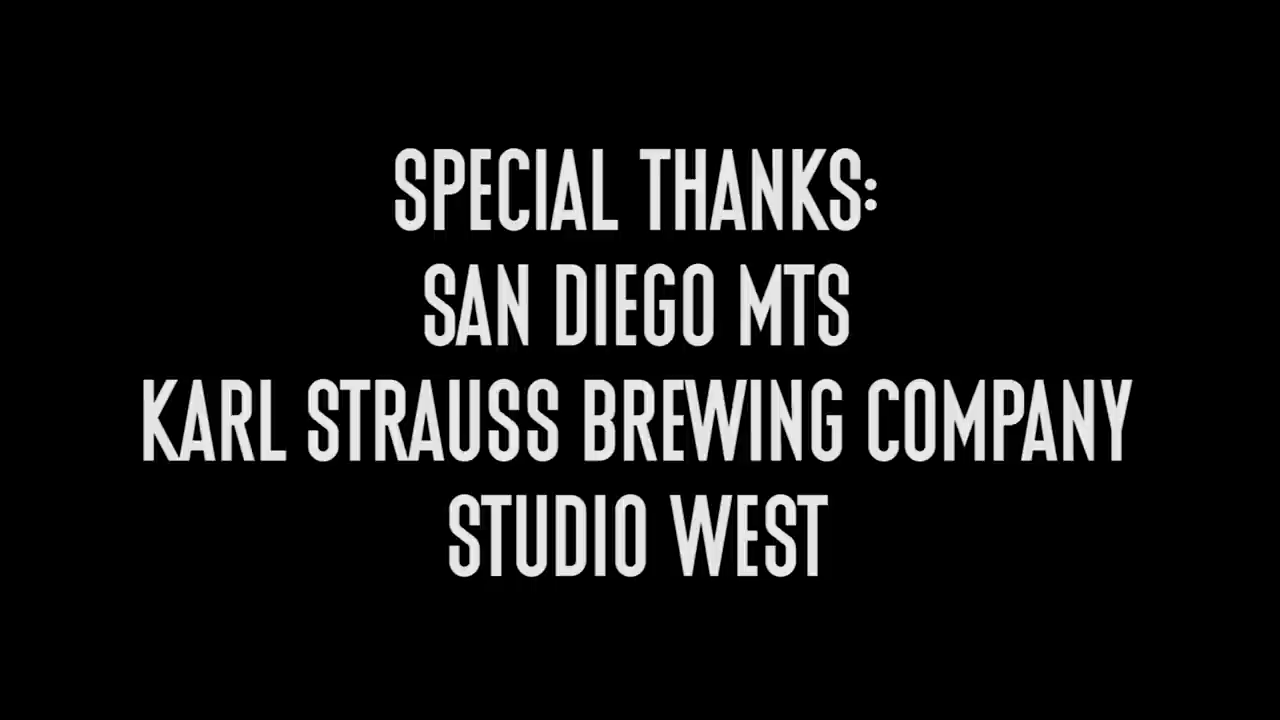 SPECIAL THANKS:
SAN DIEGO MTS
KARL STRAUSS BREWING COMPANY
STUDIO WEST